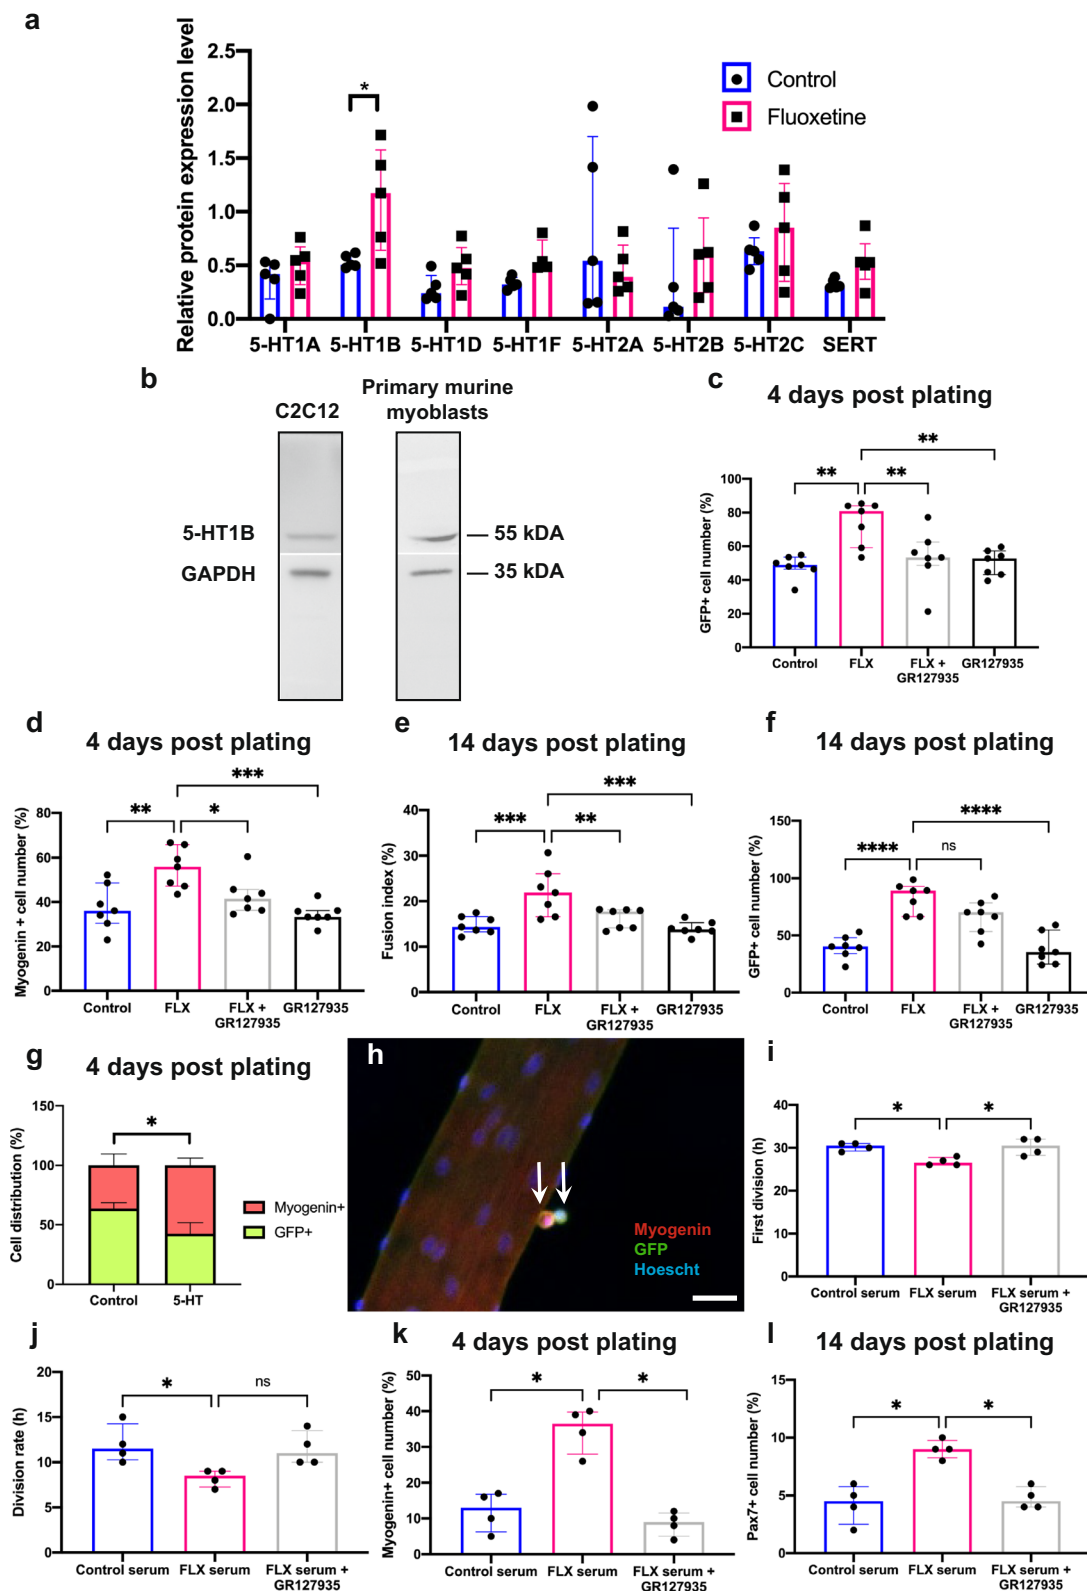 a
Relative protein expression level
2.5
2.0
1.5
1.0
0.5
0.0
*
Control
Fluoxetine
5-HT1A 5-HT1B 5-HT1D 5-HT1F 5-HT2A 5-HT2B 5-HT2C SERT
b
C2C12
Primary murine
myoblasts
5-HT1B
GAPDH
55 kDA
35 kDA
c
4 days post plating
GFP+ cell number (%)
100
80
60
40
20
0
** ** **
Control FLX FLX + GR127935
GR127935
d
4 days post plating
Myogenin + cell number (%)
80
60
40
20
0
** * ***
Control FLX FLX + GR127935
GR127935
e
14 days post plating
Fusion index (%)
40
30
20
10
0
*** ** ***
Control FLX FLX + GR127935
GR127935
f
14 days post plating
GFP+ cell number (%)
150
100
50
0
**** ns ****
Control FLX FLX + GR127935
GR127935
g
4 days post plating
Cell distribution (%)
150
100
50
0
*
Control 5-HT
Myogenin+
GFP+
h
Myogenin
GFP
Hoescht
i
First division (h)
40
30
20
10
0
* *
Control serum FLX serum FLX serum +
GR127935
j
Division rate (h)
20
15
10
5
0
* ns
Control serum FLX serum FLX serum +
GR127935
k
4 days post plating
Myogenin+ cell number (%)
50
40
30
20
10
0
* *
Control serum FLX serum FLX serum +
GR127935
l
14 days post plating
Pax7+ cell number (%)
15
10
5
0
* *
Control serum FLX serum FLX serum +
GR127935